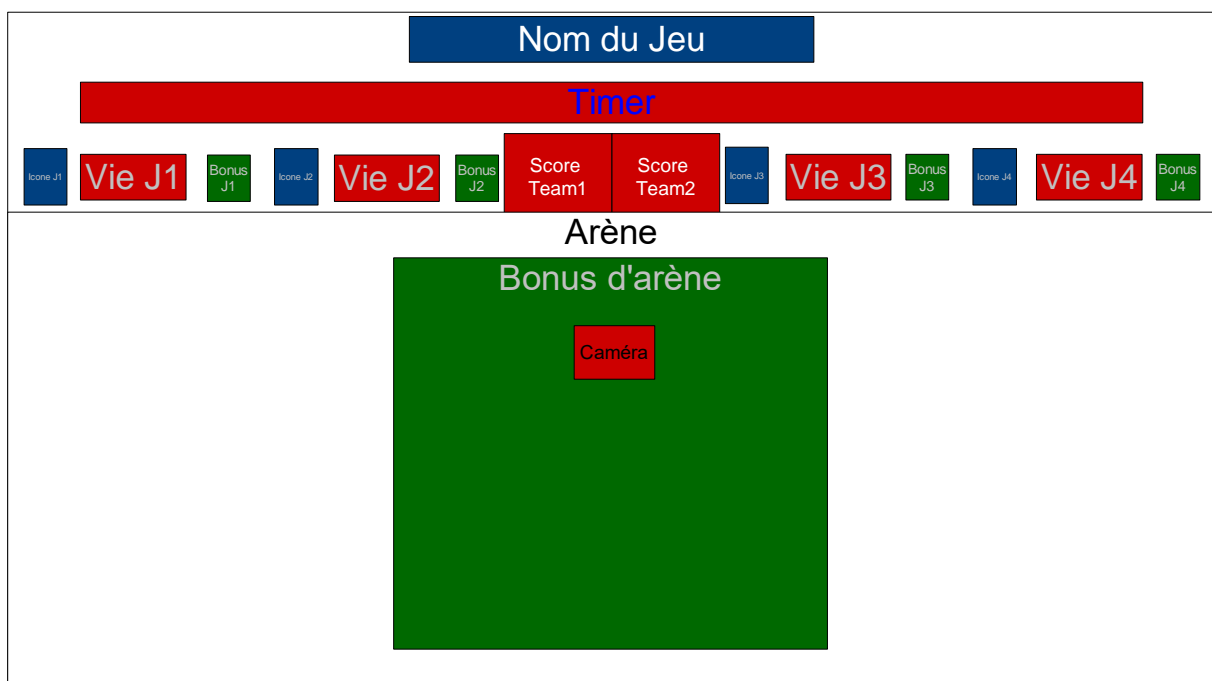 Nom du Jeu
Timer
Icone J1
Vie J1
Bonus
J1
Icone J2
Vie J2
Bonus
J2
Score
Team1
Score
Team2
Icone J3
Vie J3
Bonus
J3
Icone J4
Vie J4
Bonus
J4
Arène
Bonus d'arène
Caméra